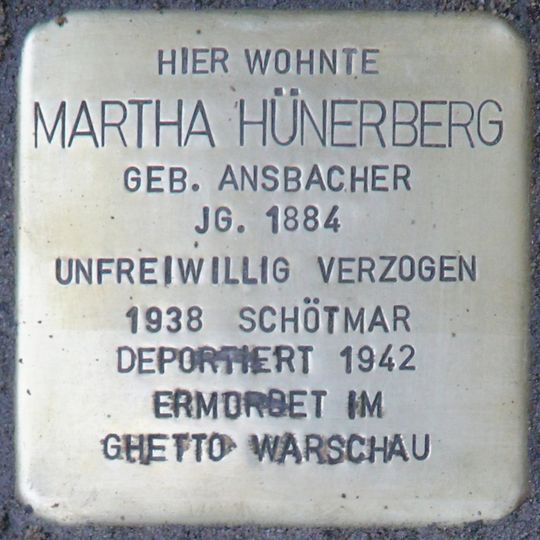 HIER WOHNTE
MARTHA HÜNERBERG
GEB. ANSBACHER
JG. 1884
UNFREIWILLIG VERZOGEN
1938 SCHÖTMAR
DEPORTIERT 1942
ERMORDET IM
GHETTO WARSCHAU